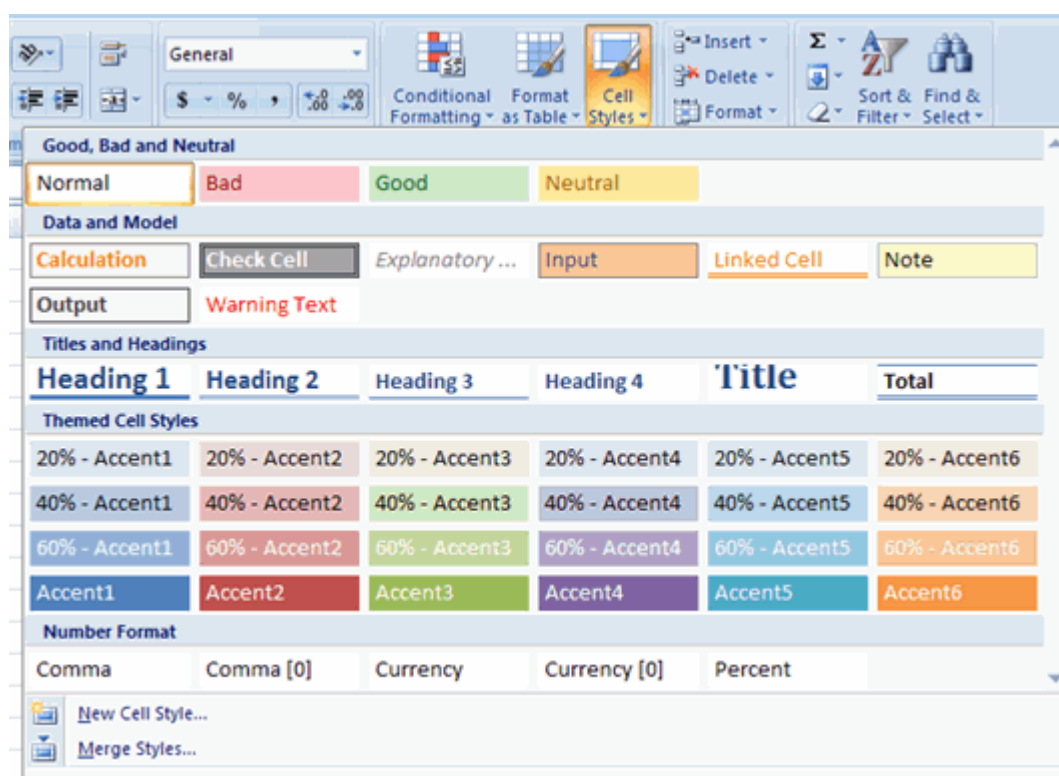 General
Insert
Σ
Delete
$ % ,
Conditional Formatting
Format as Table
Cell Styles
Format
Sort & Filter
Find & Select
Good, Bad and Neutral
Normal Bad Good Neutral
Data and Model
Calculation Check Cell Explanatory ... Input Linked Cell Note
Output Warning Text
Titles and Headings
Heading 1 Heading 2 Heading 3 Heading 4 Title Total
Themed Cell Styles
20% - Accent1 20% - Accent2 20% - Accent3 20% - Accent4 20% - Accent5 20% - Accent6
40% - Accent1 40% - Accent2 40% - Accent3 40% - Accent4 40% - Accent5 40% - Accent6
60% - Accent1 60% - Accent2 60% - Accent3 60% - Accent4 60% - Accent5 60% - Accent6
Accent1 Accent2 Accent3 Accent4 Accent5 Accent6
Number Format
Comma Comma [0] Currency Currency [0] Percent
New Cell Style...
Merge Styles...